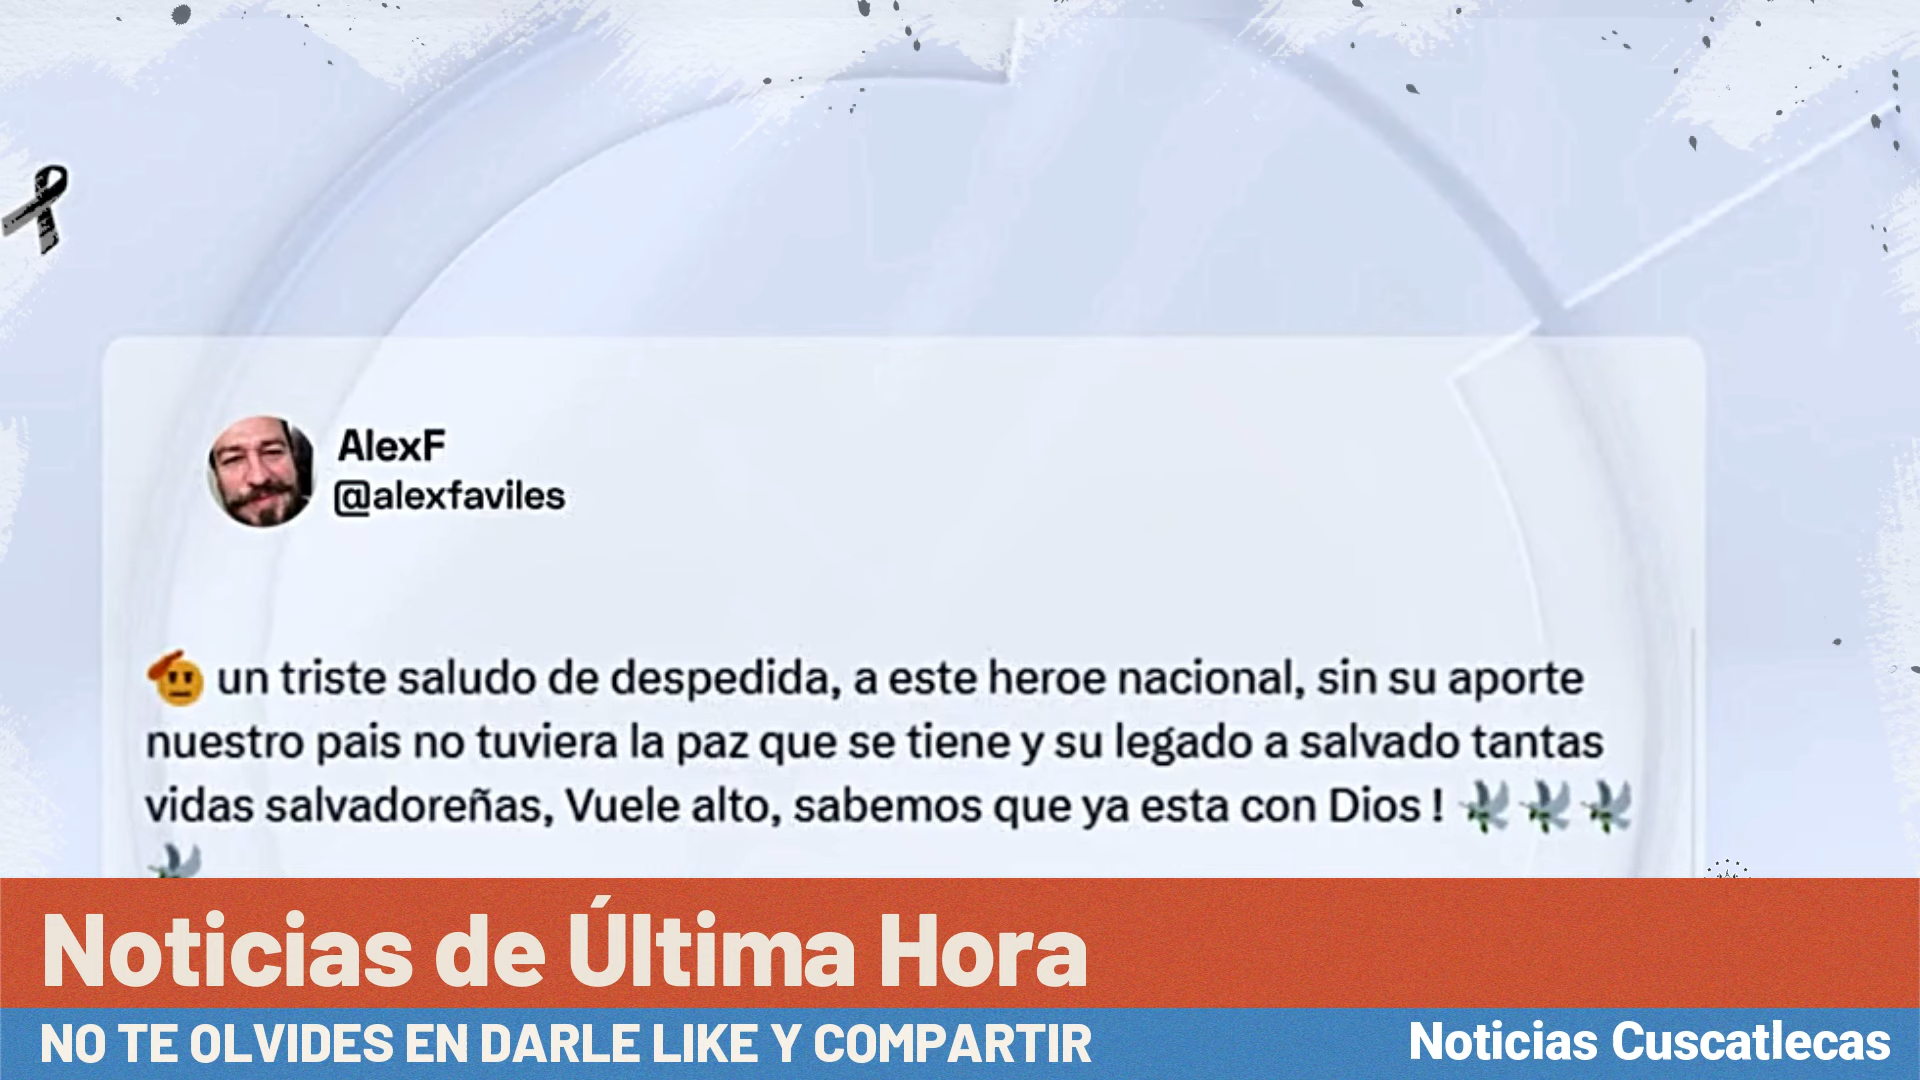 AlexF
@alexfaviles
🫡 un triste saludo de despedida, a este heroe nacional, sin su aporte
nuestro pais no tuviera la paz que se tiene y su legado a salvado tantas
vidas salvadoreñas, Vuele alto, sabemos que ya esta con Dios ! 🕊🕊🕊
🕊
Noticias de Última Hora
NO TE OLVIDES EN DARLE LIKE Y COMPARTIR
Noticias Cuscatlecas